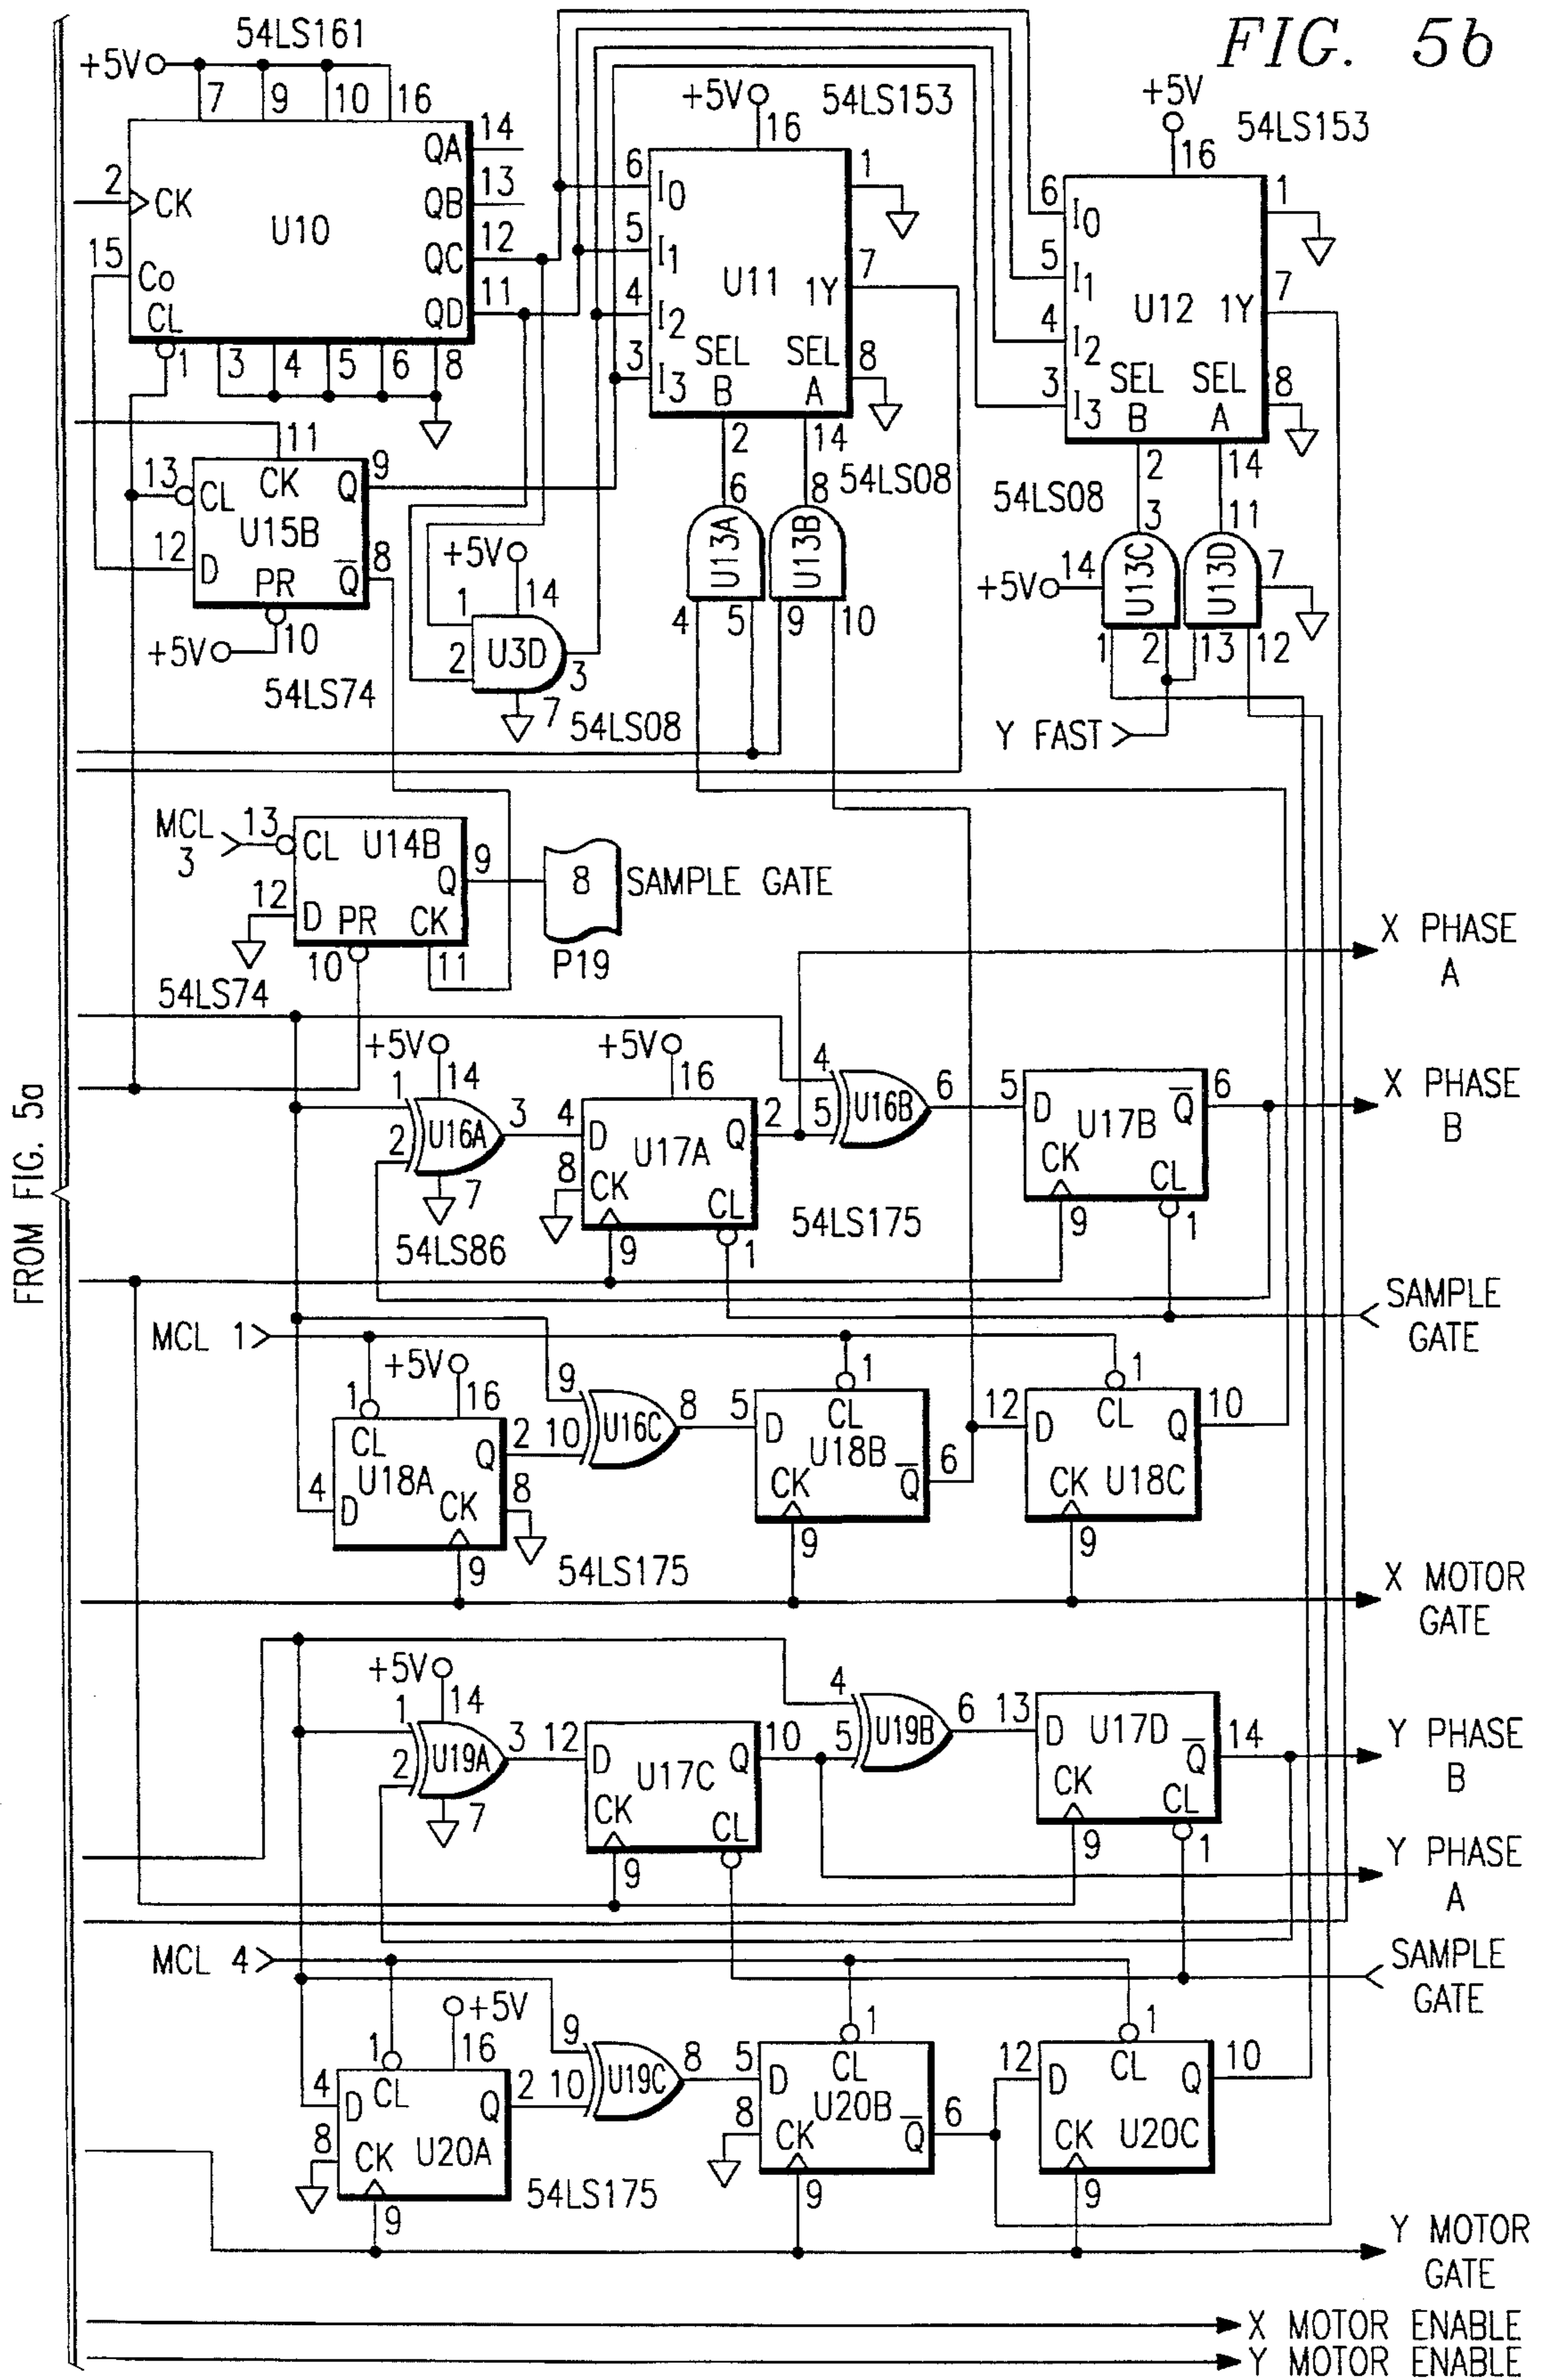 FIG. 5b
54LS161
+5V
7 9 10 16
QA 14
QB 13
QC 12
QD 11
2 CK
U10
15 Co
CL
1 3 4 5 6 8
+5V
54LS153
16
6 I0
5 I1
4 I2
3 I3
U11
1
7
1Y
SEL B
SEL A
8
2
14
+5V
54LS153
16
6 I0
5 I1
4 I2
3 I3
U12
1
7
1Y
SEL B
SEL A
8
2
14
11
13 CL
CK
Q 9
U15B
12 D
PR
Q 8
10
+5V
54LS74
+5V
14
1
2
U3D
3
7
54LS08
54LS08
6
8
U13A
U13B
4 5 9 10
54LS08
3
11
+5V
14
U13C
U13D
7
1 2 13 12
Y FAST
MCL 3
13
CL
U14B
Q 9
12 D
PR
CK
10
11
54LS74
8
SAMPLE GATE
P19
X PHASE A
FROM FIG. 5a
+5V
14
1
2
U16A
3
7
54LS86
+5V
16
4 D
U17A
Q 2
8
CK
CL
9
1
54LS175
4
5
U16B
6
5 D
U17B
Q 6
CK
CL
9
1
X PHASE B
SAMPLE GATE
MCL 1
+5V
16
1
CL
U18A
Q 2
4 D
CK
8
9
54LS175
9
10
U16C
8
1
CL
5 D
U18B
CK
Q 6
9
1
CL
12 D
Q 10
CK
U18C
9
X MOTOR GATE
+5V
14
1
2
U19A
3
7
12 D
U17C
Q 10
CK
CL
9
4
5
U19B
6
13 D
U17D
Q 14
CK
CL
9
1
Y PHASE B
Y PHASE A
SAMPLE GATE
MCL 4
+5V
16
1
CL
4 D
Q 2
8
CK
U20A
9
54LS175
9
10
U19C
8
1
CL
5 D
U20B
8
CK
Q 6
9
1
CL
12 D
Q 10
CK
U20C
9
Y MOTOR GATE
X MOTOR ENABLE
Y MOTOR ENABLE